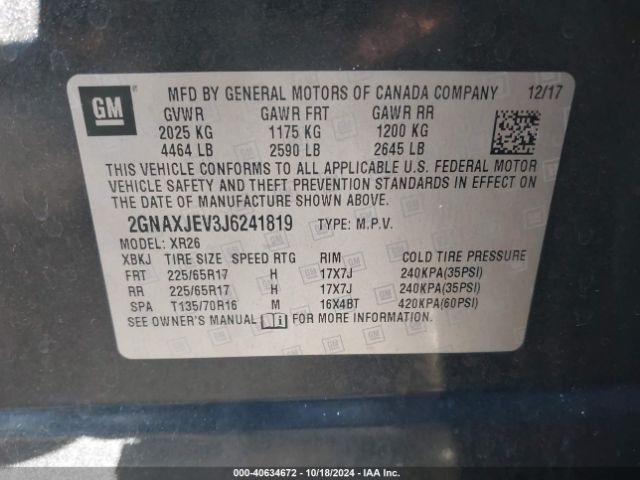 GM
MFD BY GENERAL MOTORS OF CANADA COMPANY 12/17
GVWR GAWR FRT GAWR RR
2025 KG 1175 KG 1200 KG
4464 LB 2590 LB 2645 LB
THIS VEHICLE CONFORMS TO ALL APPLICABLE U.S. FEDERAL MOTOR
VEHICLE SAFETY AND THEFT PREVENTION STANDARDS IN EFFECT ON
THE DATE OF MANUFACTURE SHOWN ABOVE.
2GNAXJEV3J6241819 TYPE: M.P.V.
MODEL: XR26
XBKJ TIRE SIZE SPEED RTG RIM COLD TIRE PRESSURE
FRT 225/65R17 H 17X7J 240KPA(35PSI)
RR 225/65R17 H 17X7J 240KPA(35PSI)
SPA T135/70R16 M 16X4BT 420KPA(60PSI)
SEE OWNER'S MANUAL i FOR MORE INFORMATION.
000-40634672 - 10/18/2024 - IAA Inc.